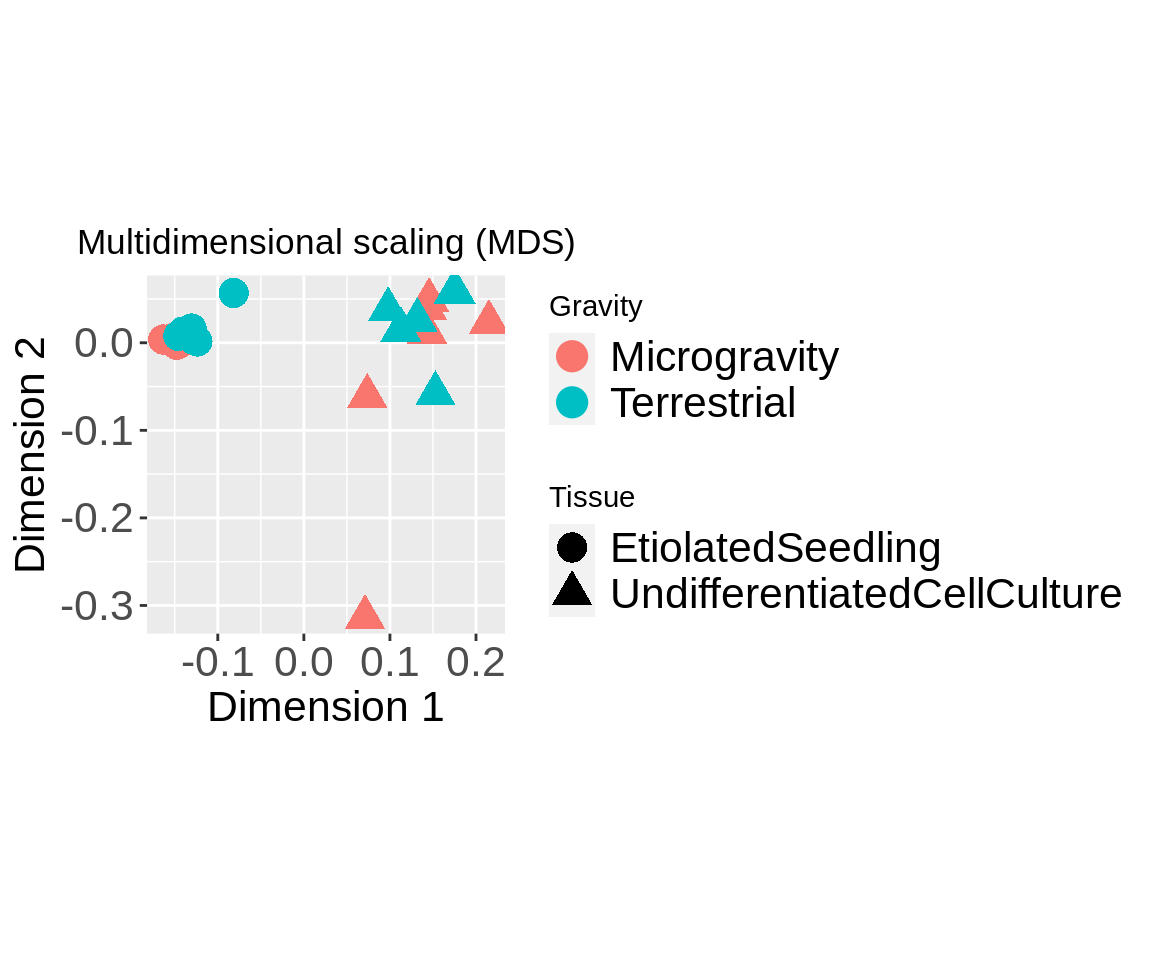 Multidimensional scaling (MDS)
Dimension 2
0.0
-0.1
-0.2
-0.3
-0.1 0.0 0.1 0.2
Dimension 1
Gravity
Microgravity
Terrestrial
Tissue
EtiolatedSeedling
UndifferentiatedCellCulture